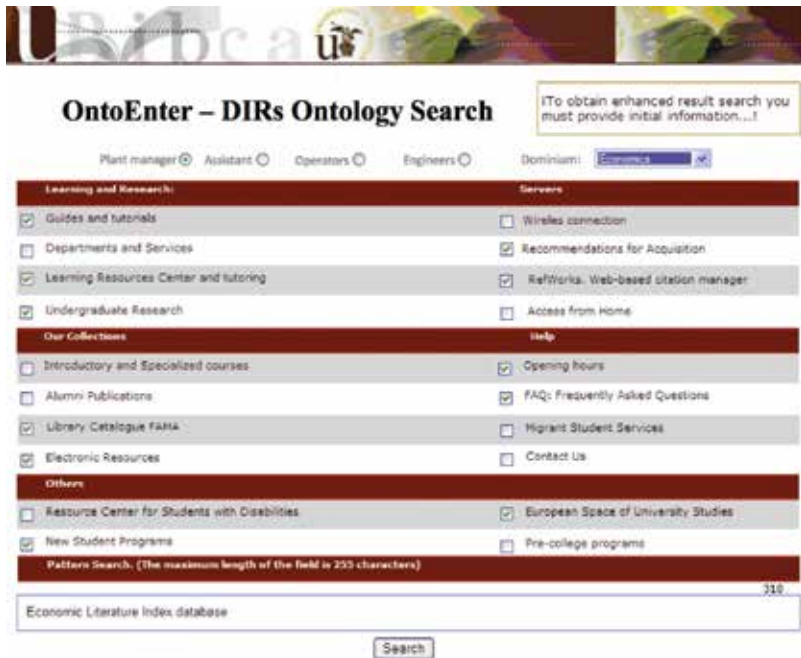 OntoEnter – DIRs Ontology Search
iTo obtain enhanced result search you
must provide initial information...!
Plant manager Assistant Operators Engineers Dominium: Economics
Learning and Research: Servers
Guides and tutorials Wireles connection
Departments and Services Recommendations for Acquisition
Learning Resources Center and tutoring RefWorks. Web-based citation manager
Undergraduate Research Access from Home
Our Collections Help
Introductory and Specialized courses Opening hours
Alumni Publications FAQ: Frequently Asked Questions
Library Catalogue FAMA Migrant Student Services
Electronic Resources Contact Us
Others
Resource Center for Students with Disabilities European Space of University Studies
New Student Programs Pre-college programs
Pattern Search. (The maximum length of the field is 255 characters)
310
Economic Literature Index database
Search